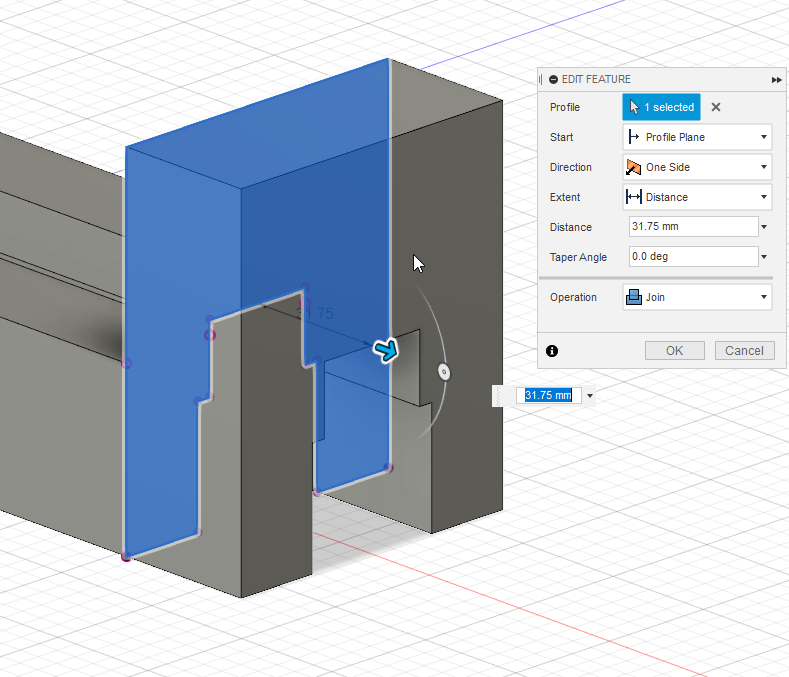 EDIT FEATURE
Profile 1 selected
Start Profile Plane
Direction One Side
Extent Distance
Distance 31.75 mm
Taper Angle 0.0 deg
Operation Join
OK Cancel
31.75
31.75 mm